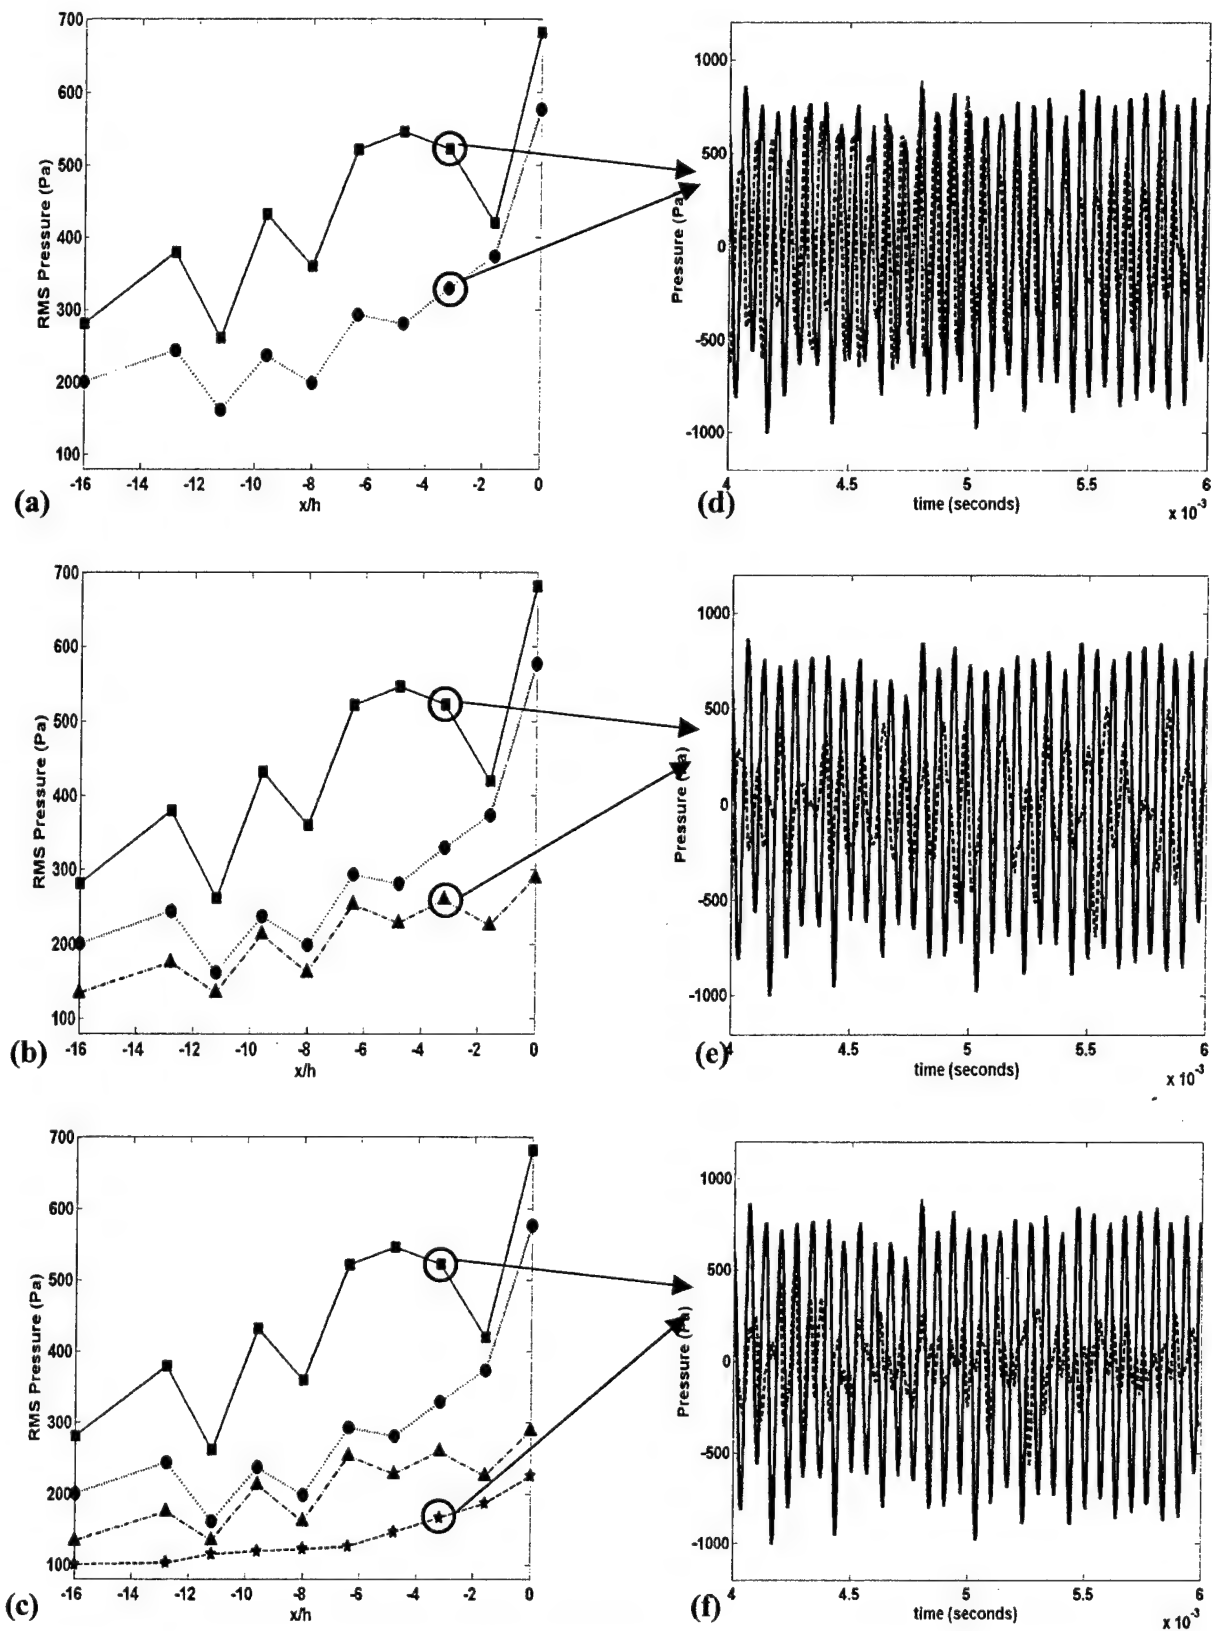 700
600
500
400
300
200
100
RMS Pressure (Pa)
-16 -14 -12 -10 -8 -6 -4 -2 0
x/h
(a)
1000
500
0
-500
-1000
Pressure (Pa)
4 4.5 5 5.5 6
time (seconds)
x 10-3
(d)
700
600
500
400
300
200
100
RMS Pressure (Pa)
-16 -14 -12 -10 -8 -6 -4 -2 0
x/h
(b)
1000
500
0
-500
-1000
Pressure (Pa)
4 4.5 5 5.5 6
time (seconds)
x 10-3
(e)
700
600
500
400
300
200
100
RMS Pressure (Pa)
-16 -14 -12 -10 -8 -6 -4 -2 0
x/h
(c)
1000
500
0
-500
-1000
Pressure (Pa)
4 4.5 5 5.5 6
time (seconds)
x 10-3
(f)